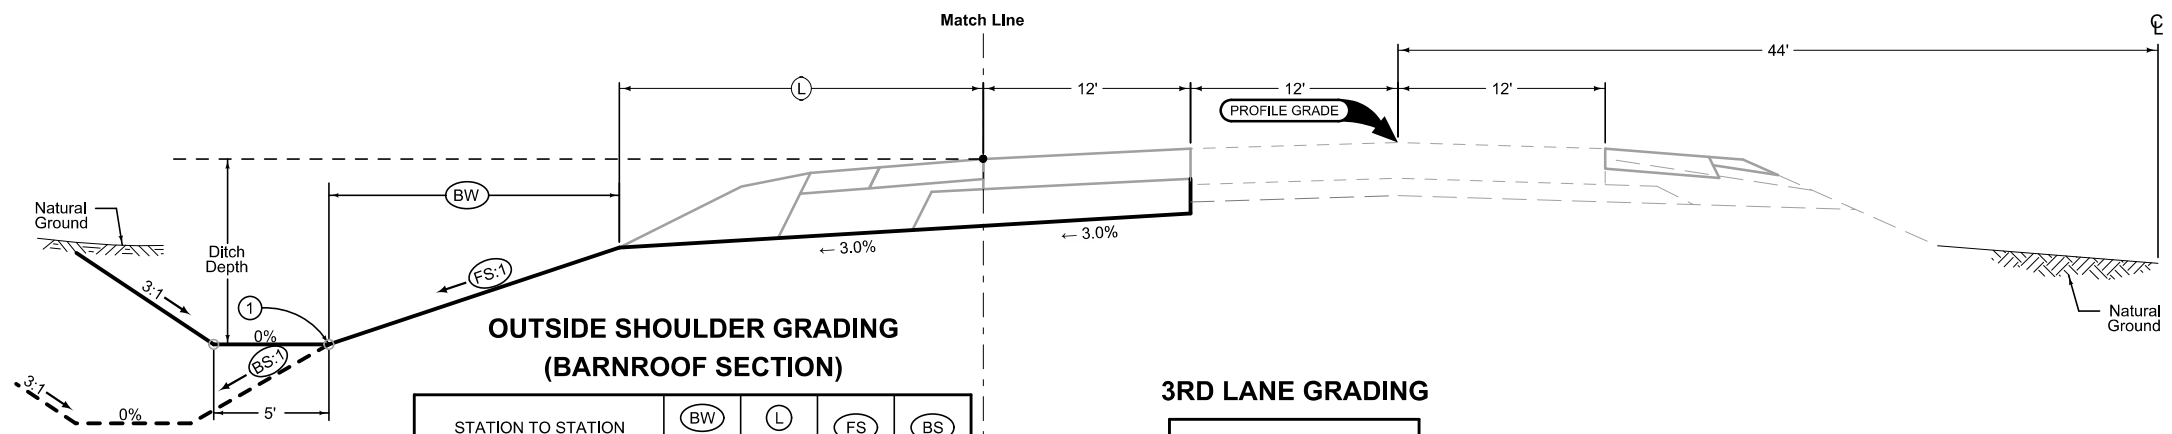 Match Line
℄
44'
L
12'
12'
12'
PROFILE GRADE
BW
Natural
Ground
Ditch
Depth
← 3.0%
← 3.0%
FS:1
3:1
1
Natural
Ground
0%
OUTSIDE SHOULDER GRADING
(BARNROOF SECTION)
BS:1
3:1
0%
5'
3RD LANE GRADING
STATION TO STATION
BW
L
FS
BS